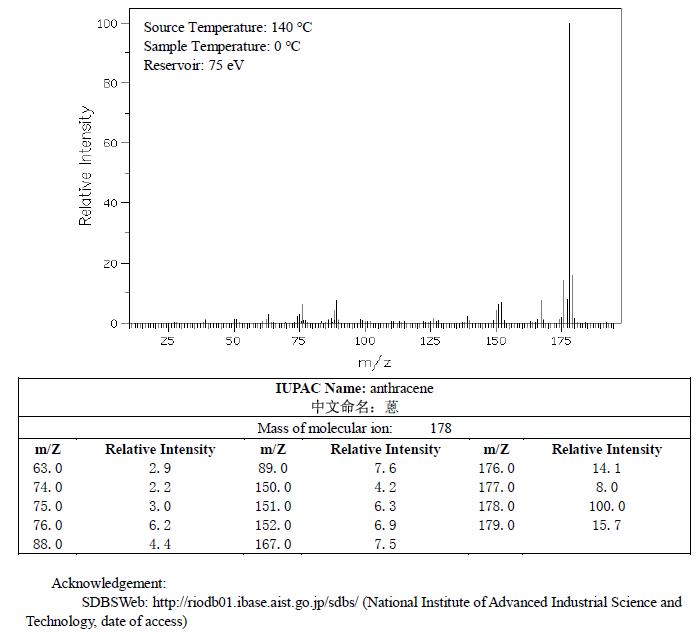 Source Temperature: 140 °C
Sample Temperature: 0 °C
Reservoir: 75 eV
100
80
60
40
20
0
Relative Intensity
25 50 75 100 125 150 175
m/z
IUPAC Name: anthracene
中文命名：蒽
Mass of molecular ion: 178
m/Z Relative Intensity m/Z Relative Intensity m/Z Relative Intensity
63.0 2.9 89.0 7.6 176.0 14.1
74.0 2.2 150.0 4.2 177.0 8.0
75.0 3.0 151.0 6.3 178.0 100.0
76.0 6.2 152.0 6.9 179.0 15.7
88.0 4.4 167.0 7.5
Acknowledgement:
SDBSWeb: http://riodb01.ibase.aist.go.jp/sdbs/ (National Institute of Advanced Industrial Science and
Technology, date of access)